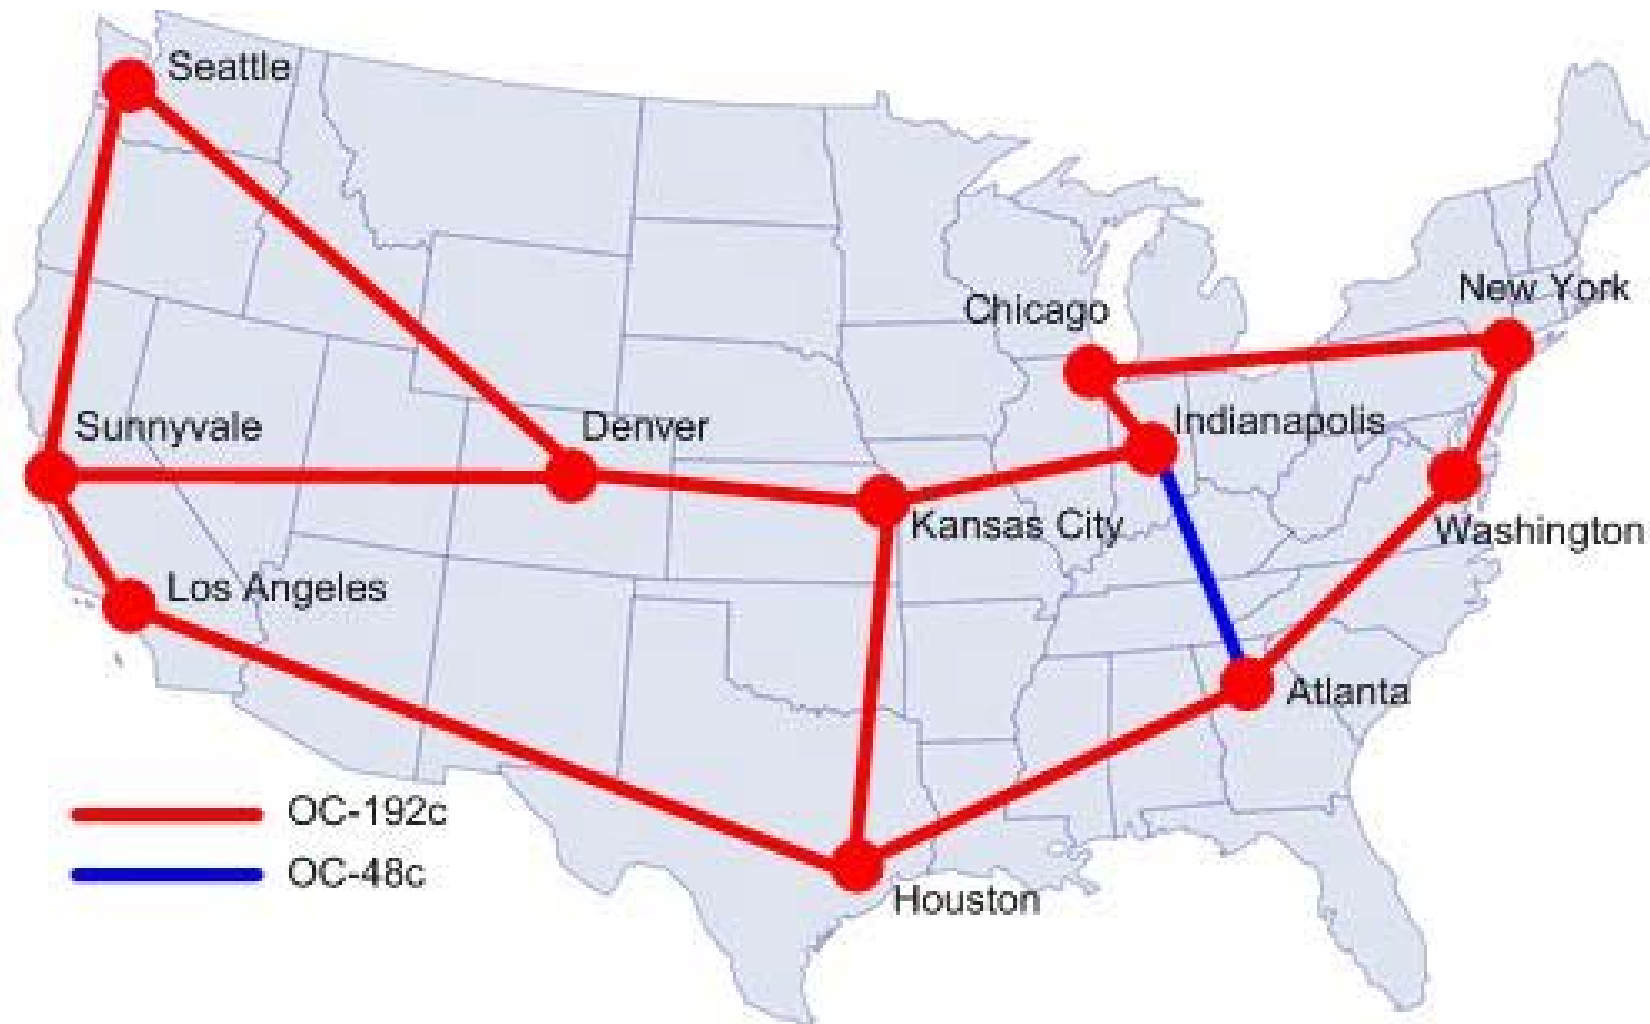 Seattle
New York
Chicago
Sunnyvale
Denver
Indianapolis
Kansas City
Washington
Los Angeles
Atlanta
OC-192c
OC-48c
Houston